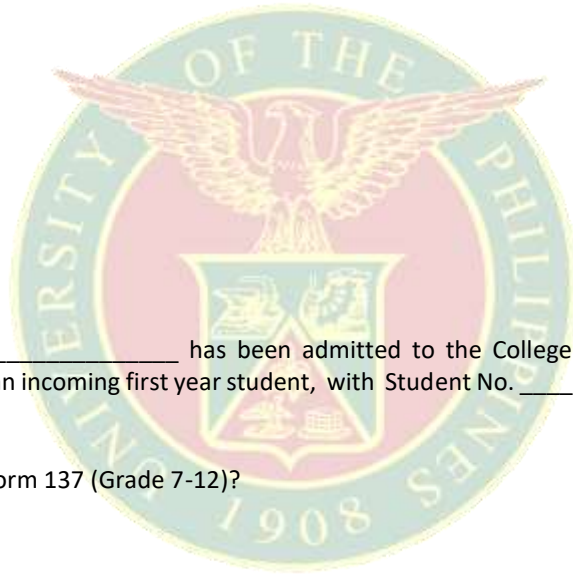 UNIVERSITY OF THE PHILIPPINES
1908
______________ has been admitted to the College
n incoming first year student, with Student No. ____
orm 137 (Grade 7-12)?